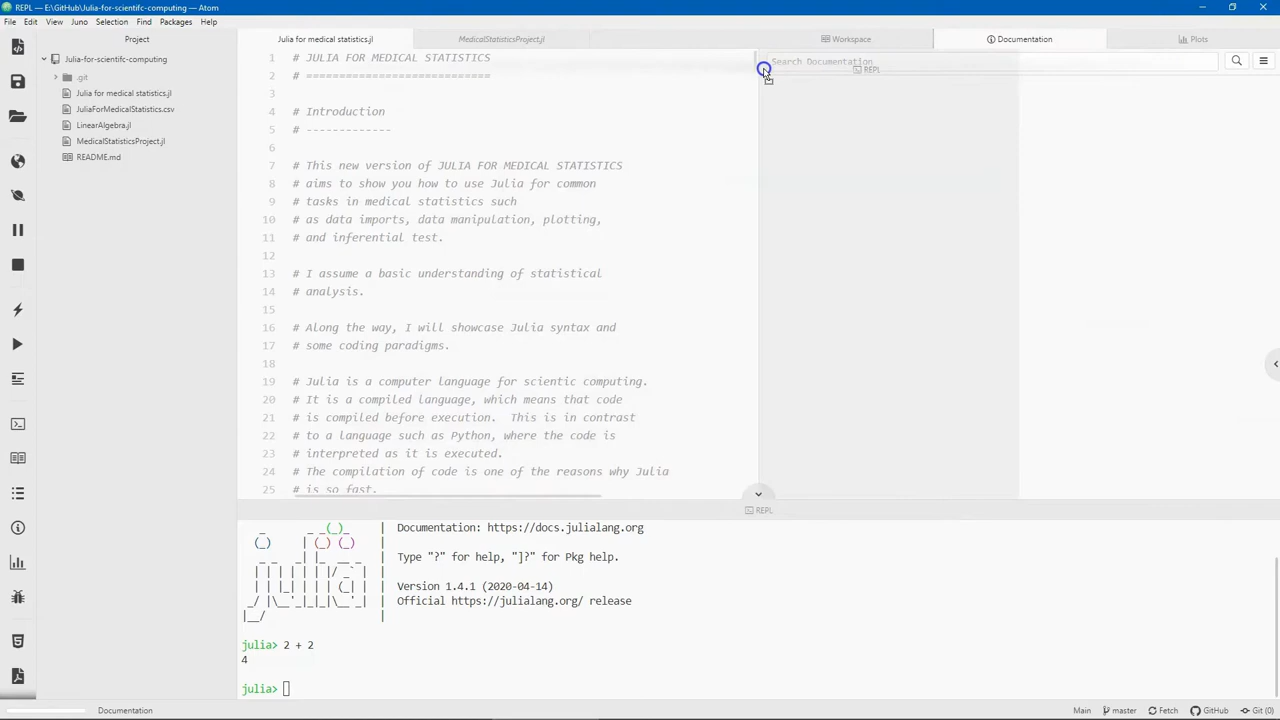 REPL — E:\GitHub\Julia-for-scientifc-computing — Atom
File Edit View Juno Selection Find Packages Help
Project
Julia-for-scientifc-computing
.git
Julia for medical statistics.jl
JuliaForMedicalStatistics.csv
LinearAlgebra.jl
MedicalStatisticsProject.jl
README.md
Julia for medical statistics.jl MedicalStatisticsProject.jl Workspace Documentation Plots
Search Documentation
REPL
1 # JULIA FOR MEDICAL STATISTICS
2 # ============================
3
4 # Introduction
5 # -------------
6
7 # This new version of JULIA FOR MEDICAL STATISTICS
8 # aims to show you how to use Julia for common
9 # tasks in medical statistics such
10 # as data imports, data manipulation, plotting,
11 # and inferential test.
12
13 # I assume a basic understanding of statistical
14 # analysis.
15
16 # Along the way, I will showcase Julia syntax and
17 # some coding paradigms.
18
19 # Julia is a computer language for scientic computing.
20 # It is a compiled language, which means that code
21 # is compiled before execution.  This is in contrast
22 # to a language such as Python, where the code is
23 # interpreted as it is executed.
24 # The compilation of code is one of the reasons why Julia
25 # is so fast.
REPL
Documentation: https://docs.julialang.org
Type "?" for help, "]?" for Pkg help.
Version 1.4.1 (2020-04-14)
Official https://julialang.org/ release
julia> 2 + 2
4
julia>
Documentation
Main master Fetch GitHub Git (0)